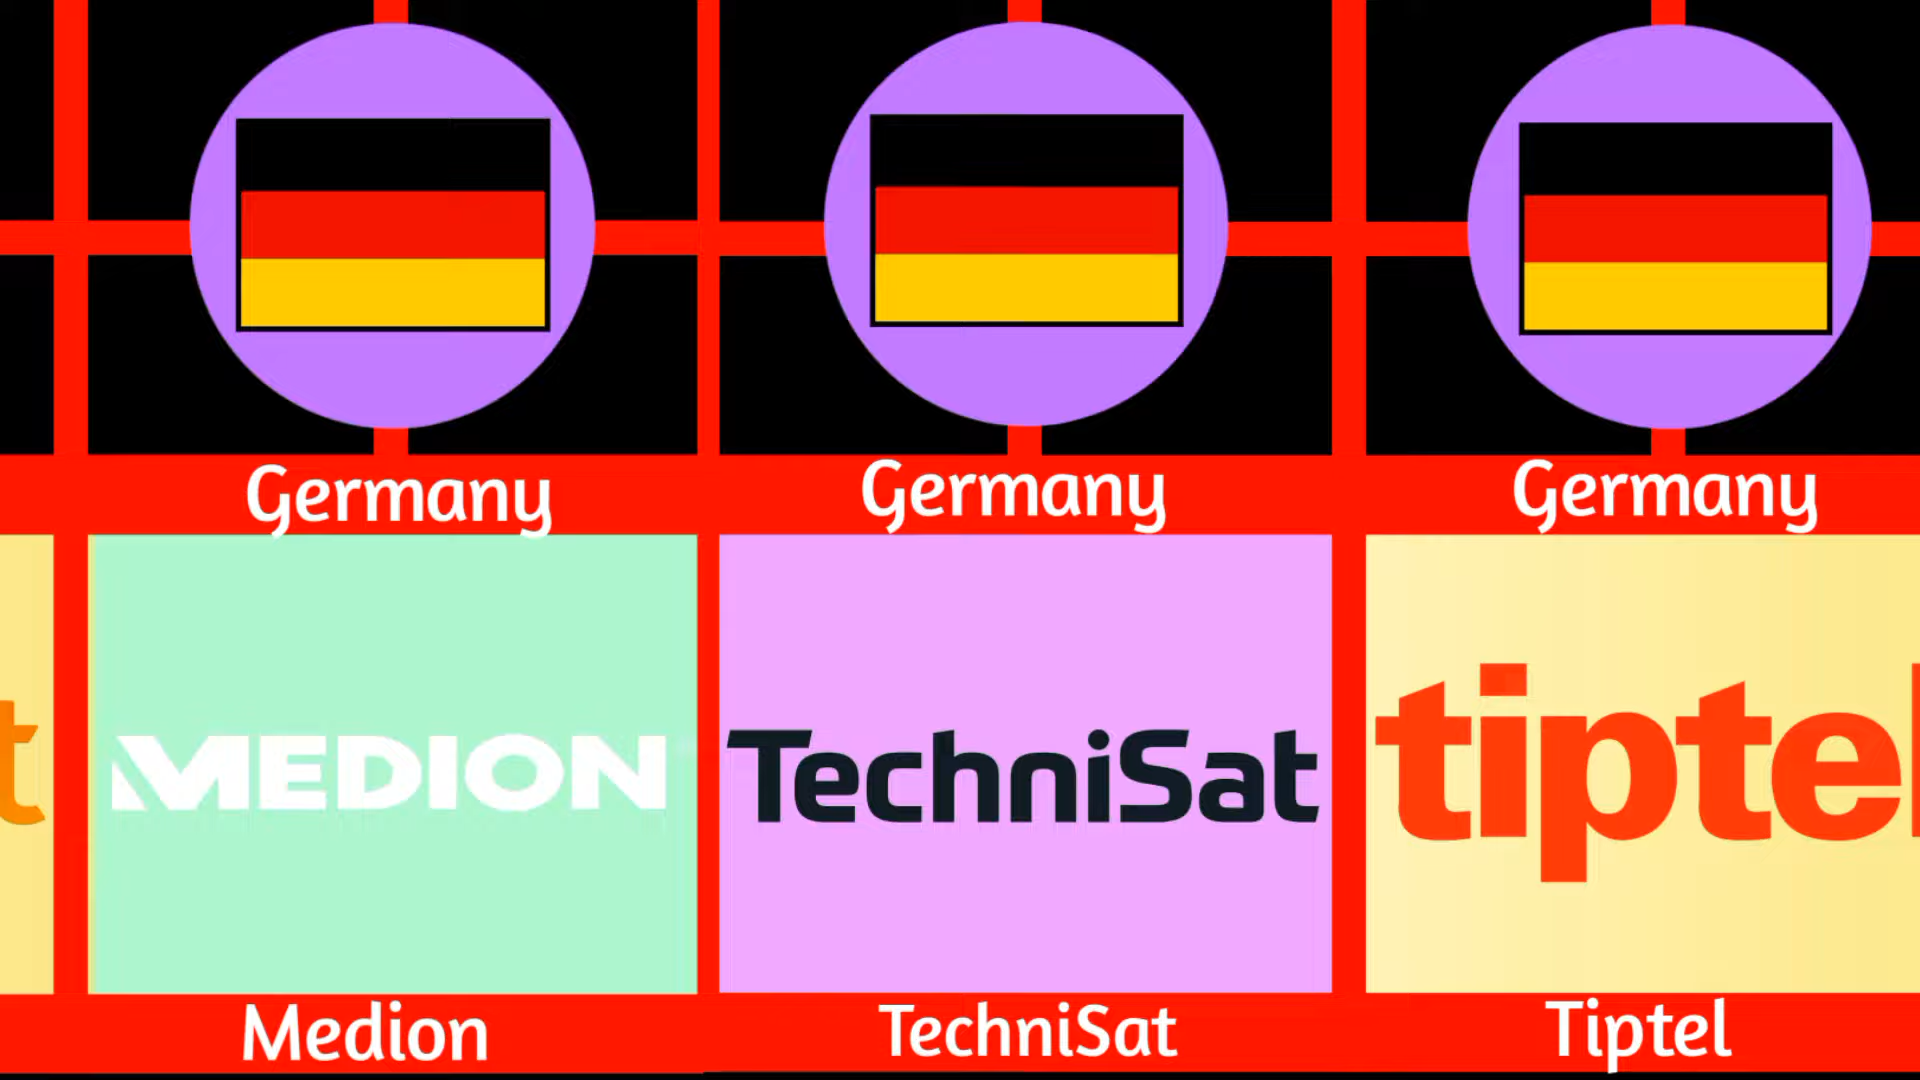 Germany
Germany
Germany
t
MEDION
TechniSat
tiptel
Medion
TechniSat
Tiptel